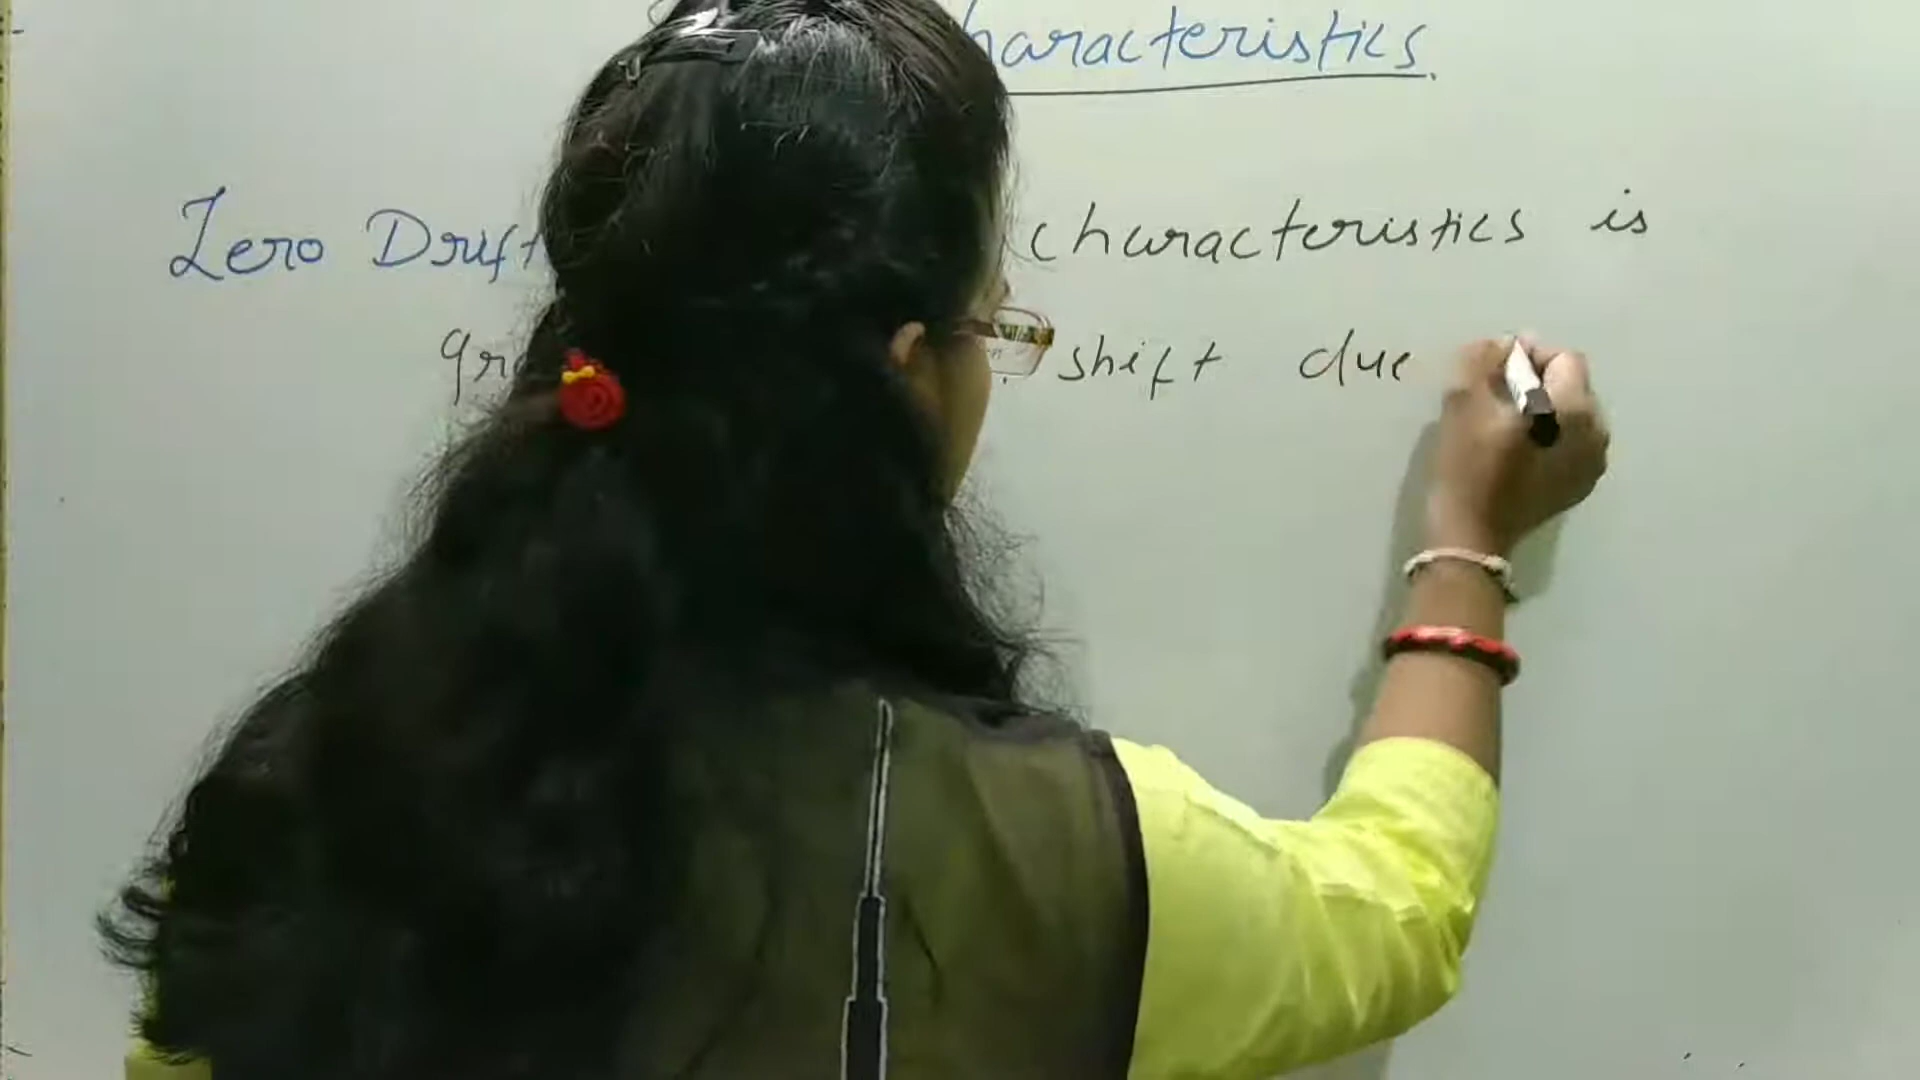 haracteristics.
Zero Drift characteristics is
shift due